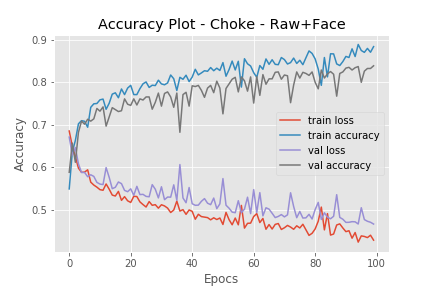 Accuracy Plot - Choke - Raw+Face
Accuracy
0.9
0.8
0.7
0.6
0.5
train loss
train accuracy
val loss
val accuracy
0 20 40 60 80 100
Epocs